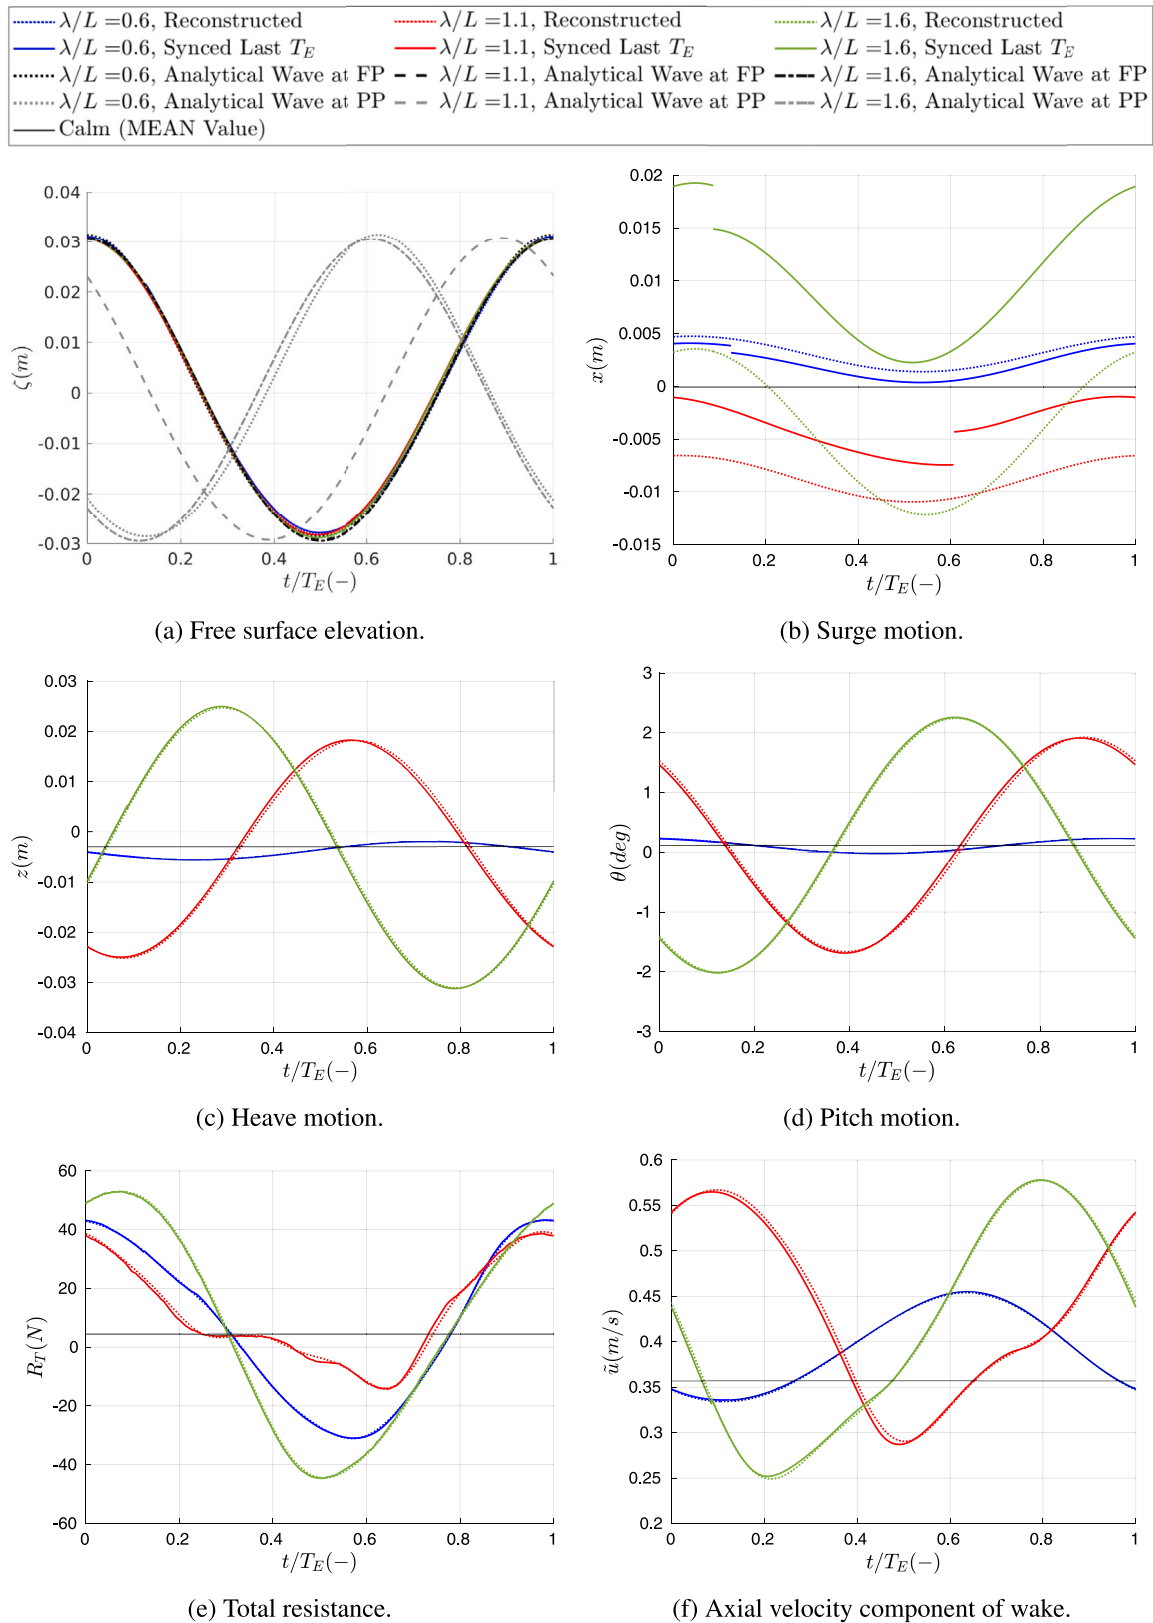 λ/L =0.6, Reconstructed λ/L =1.1, Reconstructed λ/L =1.6, Reconstructed
λ/L =0.6, Synced Last T_E λ/L =1.1, Synced Last T_E λ/L =1.6, Synced Last T_E
λ/L =0.6, Analytical Wave at FP λ/L =1.1, Analytical Wave at FP λ/L =1.6, Analytical Wave at FP
λ/L =0.6, Analytical Wave at PP λ/L =1.1, Analytical Wave at PP λ/L =1.6, Analytical Wave at PP
Calm (MEAN Value)
ζ(m)
0.04
0.03
0.02
0.01
0
-0.01
-0.02
-0.03
0 0.2 0.4 0.6 0.8 1
t/T_E(−)
(a) Free surface elevation.
x(m)
0.02
0.015
0.01
0.005
0
-0.005
-0.01
-0.015
0 0.2 0.4 0.6 0.8 1
t/T_E(−)
(b) Surge motion.
z(m)
0.03
0.02
0.01
0
-0.01
-0.02
-0.03
-0.04
0 0.2 0.4 0.6 0.8 1
t/T_E(−)
(c) Heave motion.
θ(deg)
3
2
1
0
-1
-2
-3
0 0.2 0.4 0.6 0.8 1
t/T_E(−)
(d) Pitch motion.
R_T(N)
60
40
20
0
-20
-40
-60
0 0.2 0.4 0.6 0.8 1
t/T_E(−)
(e) Total resistance.
ũ(m/s)
0.6
0.55
0.5
0.45
0.4
0.35
0.3
0.25
0.2
0 0.2 0.4 0.6 0.8 1
t/T_E(−)
(f) Axial velocity component of wake.